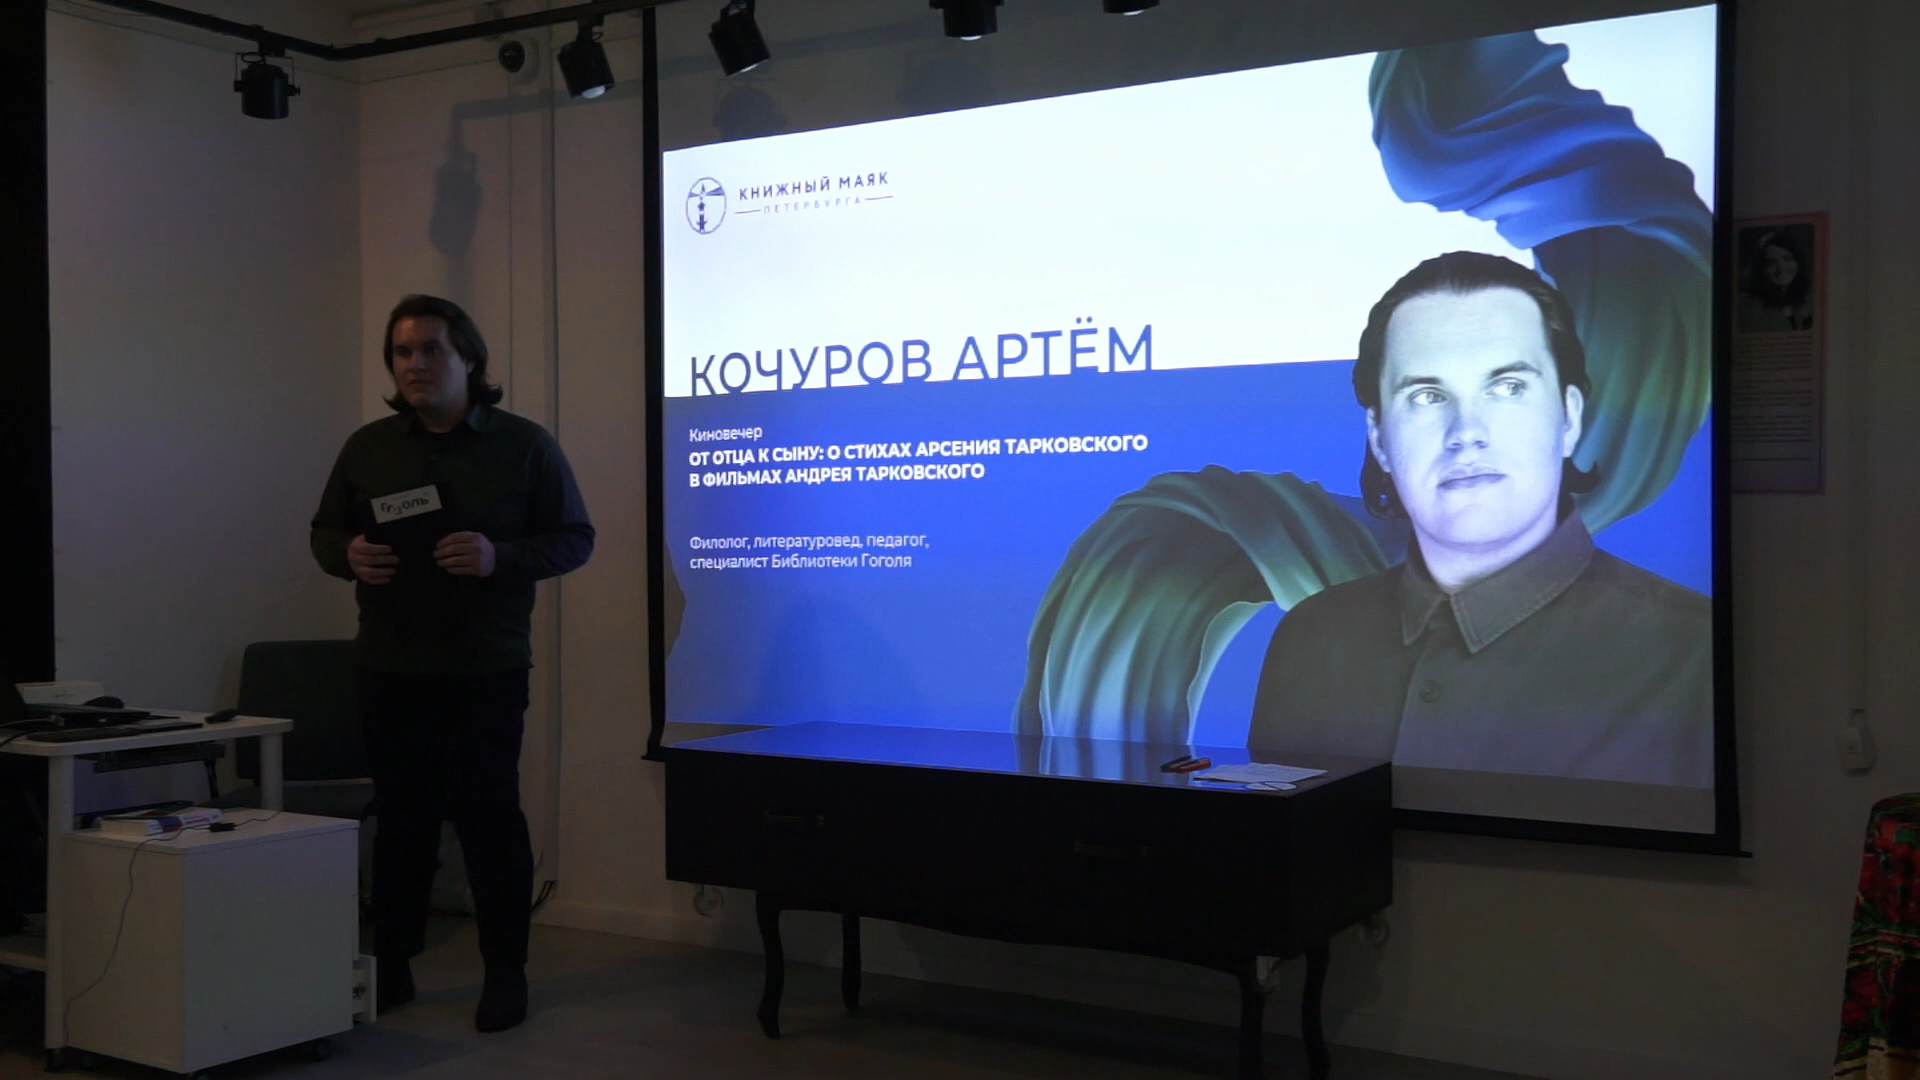 КНИЖНЫЙ МАЯК
ПЕТЕРБУРГА
КОЧУРОВ АРТЁМ
Киновечер
ОТ ОТЦА К СЫНУ: О СТИХАХ АРСЕНИЯ ТАРКОВСКОГО
В ФИЛЬМАХ АНДРЕЯ ТАРКОВСКОГО
Филолог, литературовед, педагог,
специалист Библиотеки Гоголя
ГОГОЛЬ